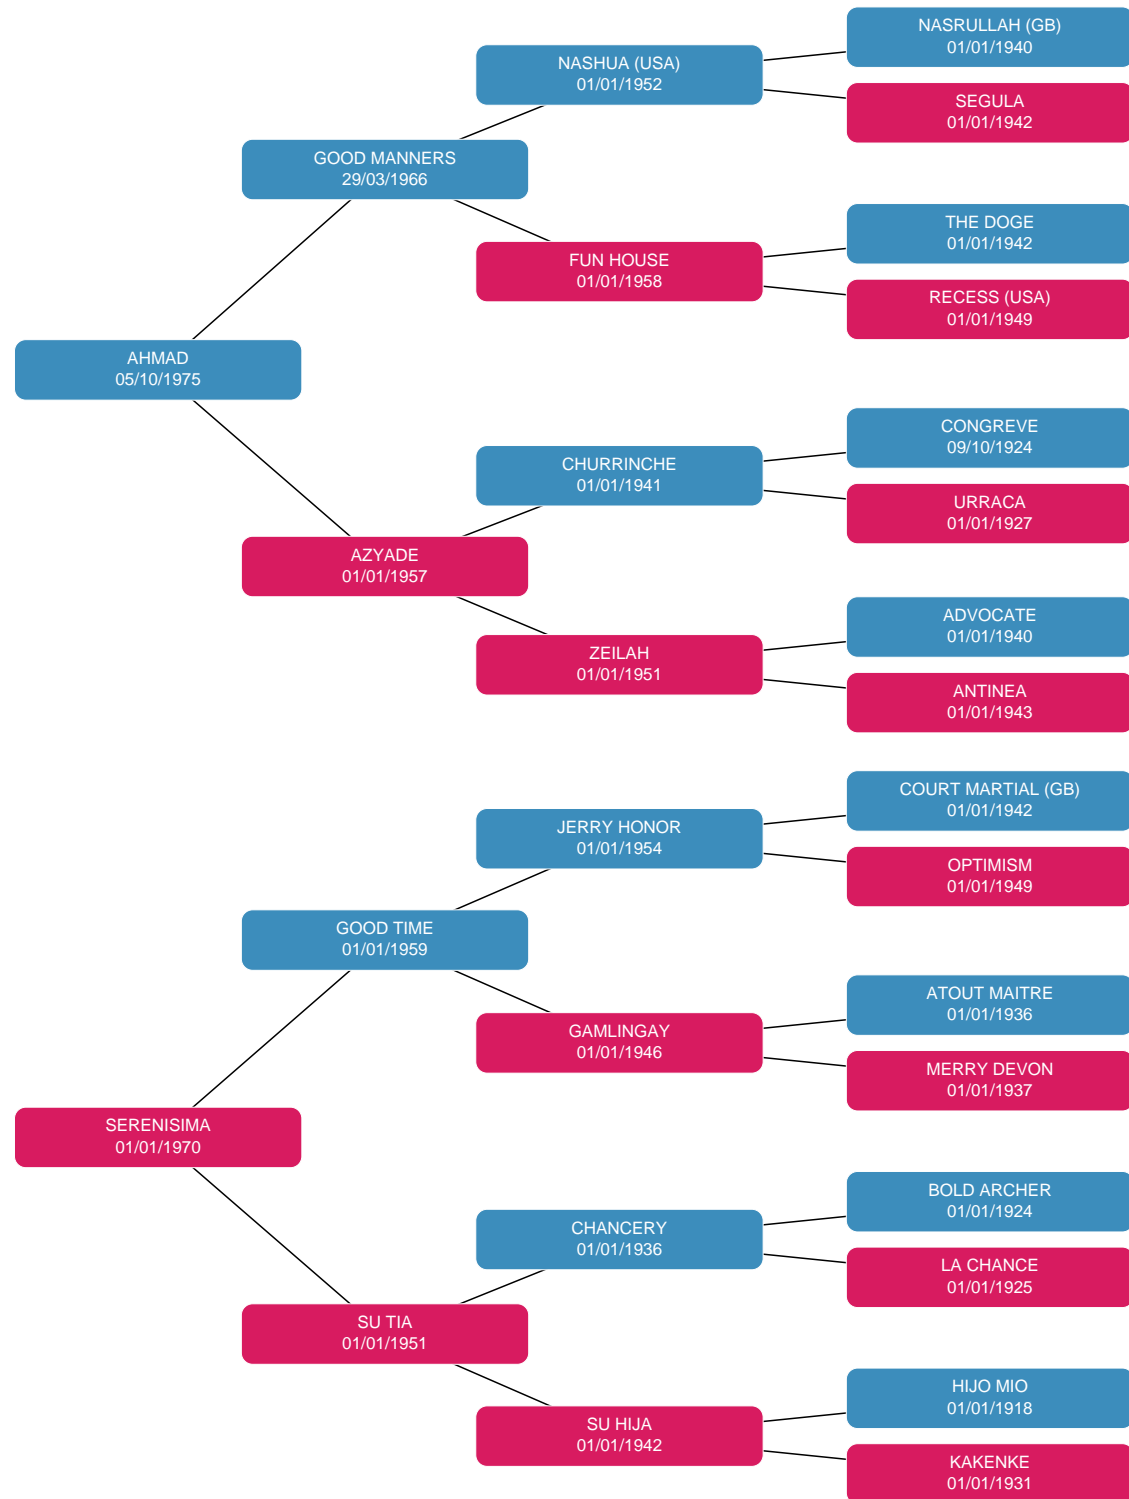 NASRULLAH (GB)
01/01/1940
NASHUA (USA)
01/01/1952
SEGULA
01/01/1942
GOOD MANNERS
29/03/1966
THE DOGE
01/01/1942
FUN HOUSE
01/01/1958
RECESS (USA)
01/01/1949
AHMAD
05/10/1975
CONGREVE
09/10/1924
CHURRINCHE
01/01/1941
URRACA
01/01/1927
AZYADE
01/01/1957
ADVOCATE
01/01/1940
ZEILAH
01/01/1951
ANTINEA
01/01/1943
COURT MARTIAL (GB)
01/01/1942
JERRY HONOR
01/01/1954
OPTIMISM
01/01/1949
GOOD TIME
01/01/1959
ATOUT MAITRE
01/01/1936
GAMLINGAY
01/01/1946
MERRY DEVON
01/01/1937
SERENISIMA
01/01/1970
BOLD ARCHER
01/01/1924
CHANCERY
01/01/1936
LA CHANCE
01/01/1925
SU TIA
01/01/1951
HIJO MIO
01/01/1918
SU HIJA
01/01/1942
KAKENKE
01/01/1931